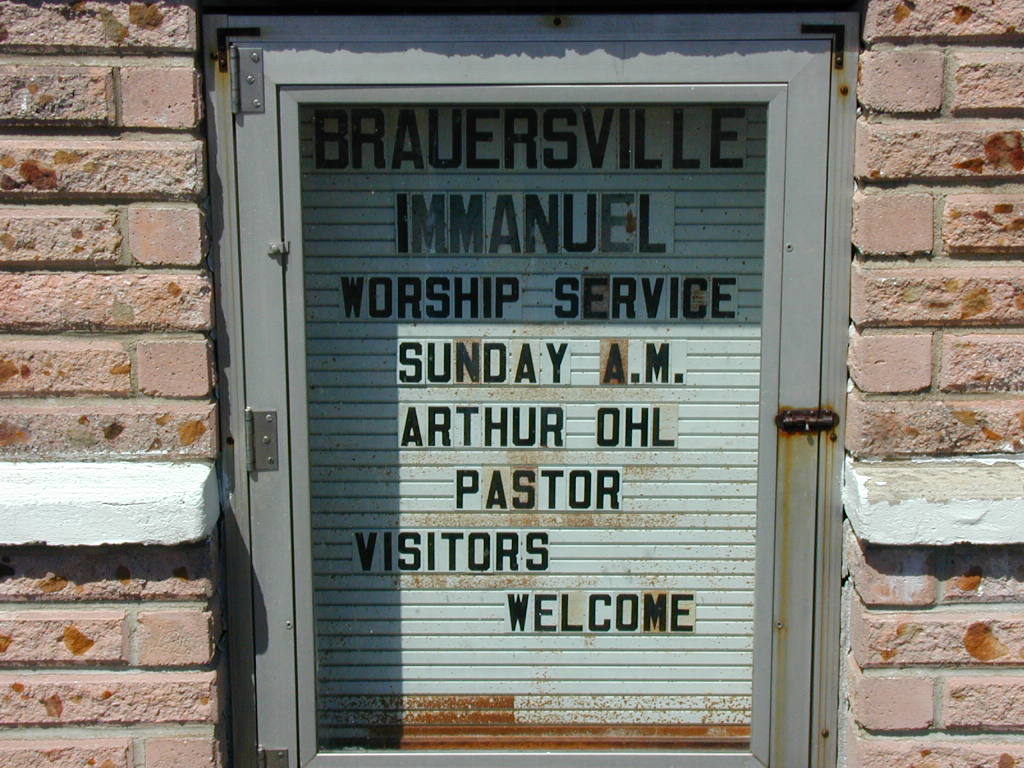 BRAUERSVILLE
IMMANUEL
WORSHIP SERVICE
SUNDAY A.M.
ARTHUR OHL
PASTOR
VISITORS
WELCOME